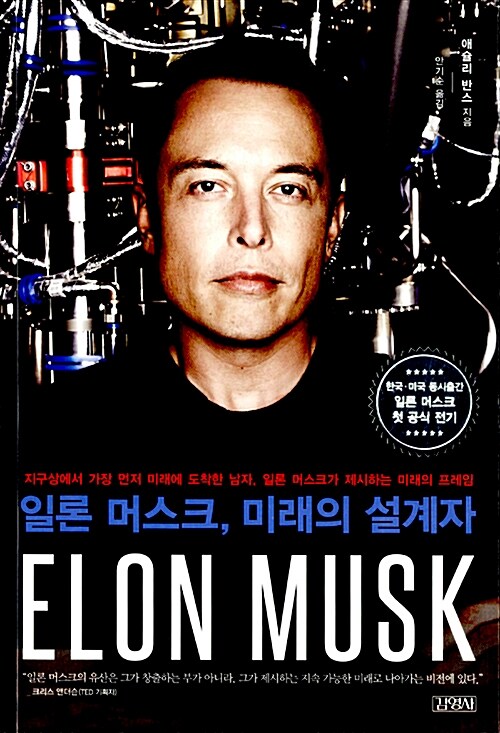 애슐리 반스 지음
안기순 옮김
★★★★★
한국·미국 동시출간
일론 머스크
첫 공식 전기
★★★★★
지구상에서 가장 먼저 미래에 도착한 남자, 일론 머스크가 제시하는 미래의 프레임
일론 머스크, 미래의 설계자
ELON MUSK
"일론 머스크의 유산은 그가 창출하는 부가 아니라, 그가 제시하는 지속 가능한 미래로 나아가는 비전에 있다."
_크리스 앤더슨(TED 기획자)
김영사